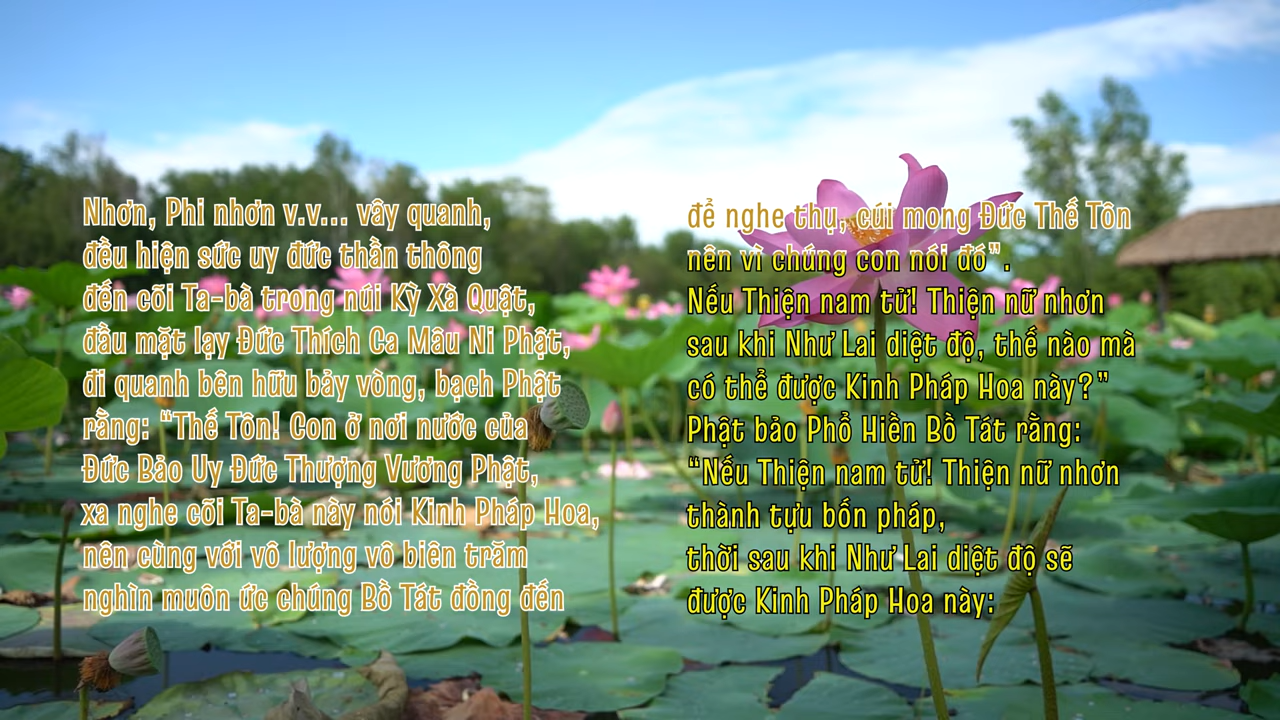 Nhơn, Phi nhơn v.v... vây quanh,
đều hiện sức uy đức thần thông
đến cõi Ta-bà trong núi Kỳ Xà Quật,
đầu mặt lạy Đức Thích Ca Mâu Ni Phật,
đi quanh bên hữu bảy vòng, bạch Phật
rằng: “Thế Tôn! Con ở nơi nước của
Đức Bảo Uy Đức Thượng Vương Phật,
xa nghe cõi Ta-bà này nói Kinh Pháp Hoa,
nên cùng với vô lượng vô biên trăm
nghìn muôn ức chúng Bồ Tát đồng đến
để nghe thụ, cúi mong Đức Thế Tôn
nên vì chúng con nói đó”.
Nếu Thiện nam tử! Thiện nữ nhơn
sau khi Như Lai diệt độ, thế nào mà
có thể được Kinh Pháp Hoa này?”
Phật bảo Phổ Hiền Bồ Tát rằng:
“Nếu Thiện nam tử! Thiện nữ nhơn
thành tựu bốn pháp,
thời sau khi Như Lai diệt độ sẽ
được Kinh Pháp Hoa này: